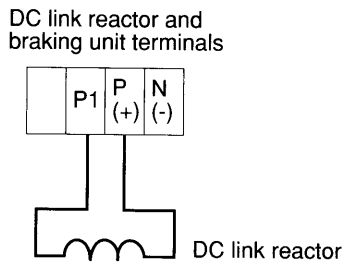 DC link reactor and
braking unit terminals
P1 P (+) N (-)
DC link reactor